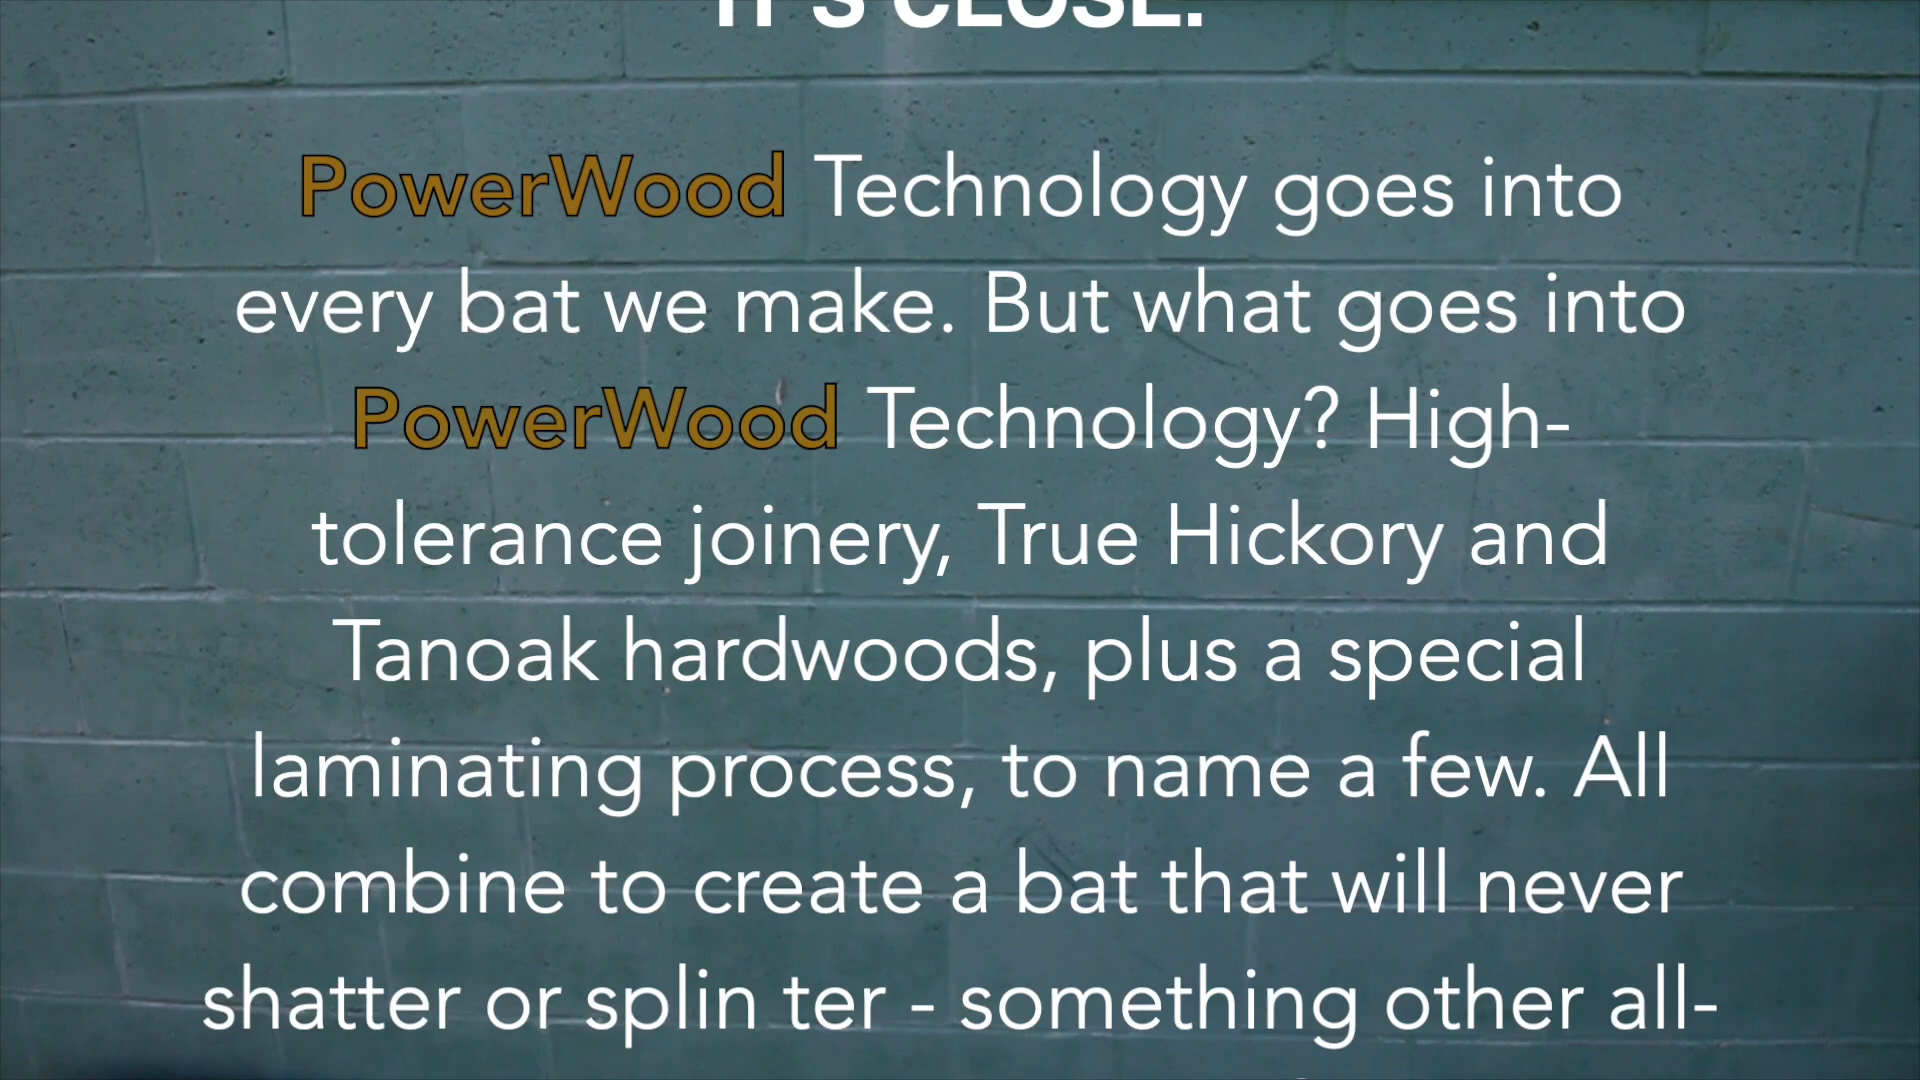 IT'S CLOSE.
PowerWood Technology goes into
every bat we make. But what goes into
PowerWood Technology? High-
tolerance joinery, True Hickory and
Tanoak hardwoods, plus a special
laminating process, to name a few. All
combine to create a bat that will never
shatter or splin ter - something other all-